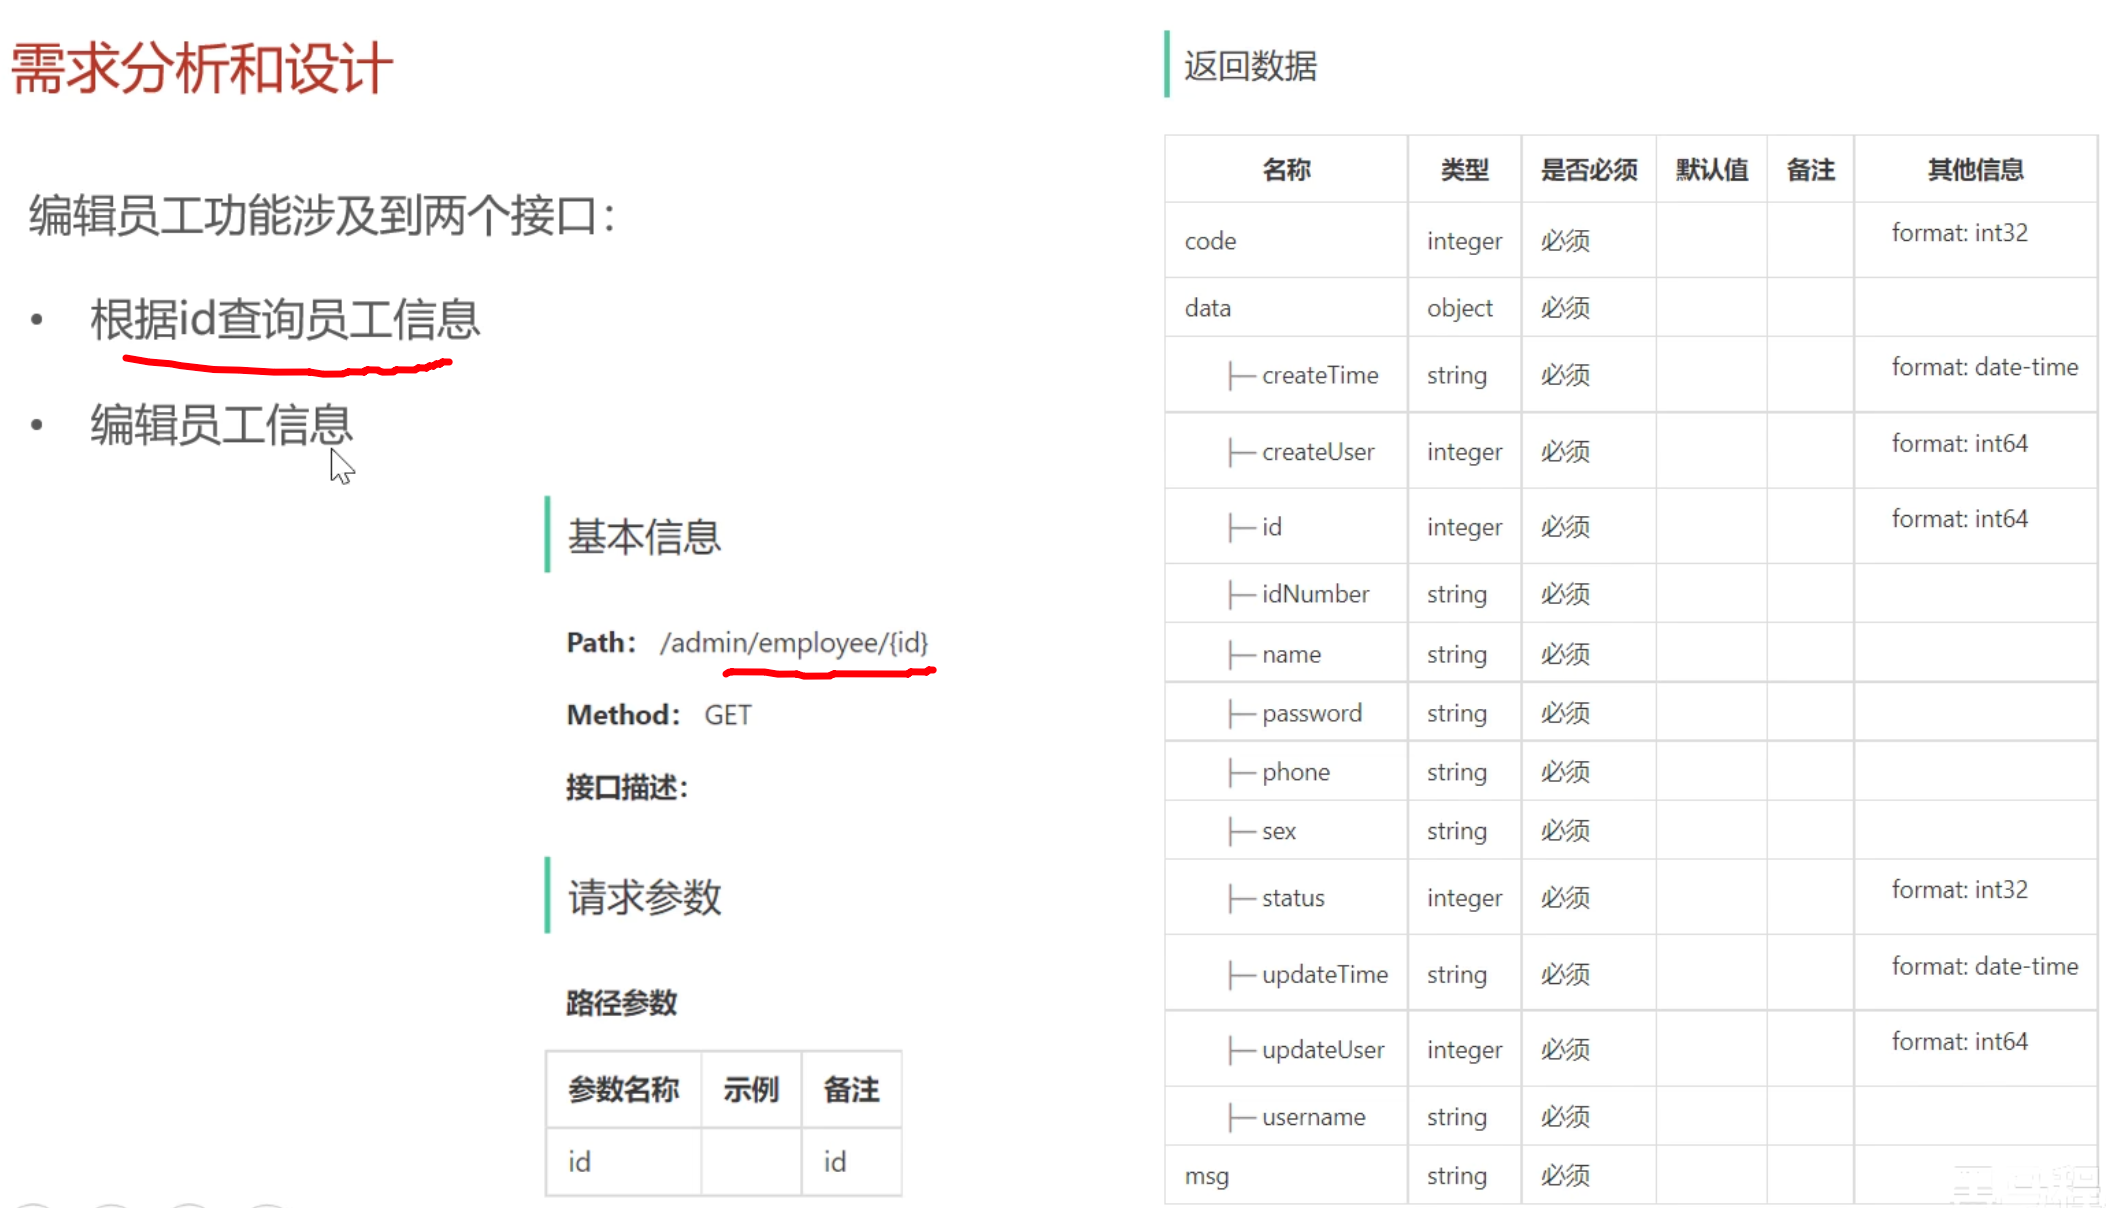 需求分析和设计
编辑员工功能涉及到两个接口：
• 根据id查询员工信息
• 编辑员工信息
基本信息
Path： /admin/employee/{id}
Method： GET
接口描述：
请求参数
路径参数
参数名称 示例 备注
id id
返回数据
名称 类型 是否必须 默认值 备注 其他信息
code integer 必须 format: int32
data object 必须
├─ createTime string 必须 format: date-time
├─ createUser integer 必须 format: int64
├─ id integer 必须 format: int64
├─ idNumber string 必须
├─ name string 必须
├─ password string 必须
├─ phone string 必须
├─ sex string 必须
├─ status integer 必须 format: int32
├─ updateTime string 必须 format: date-time
├─ updateUser integer 必须 format: int64
├─ username string 必须
msg string 必须